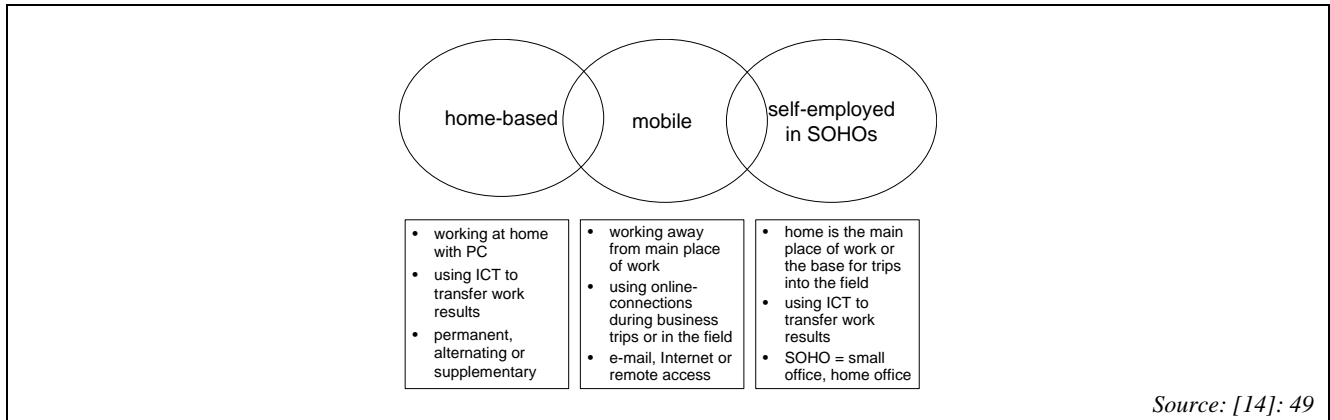 home-based
mobile
self-employed
in SOHOs
• working at home
with PC
• using ICT to
transfer work
results
• permanent,
alternating or
supplementary
• working away
from main place
of work
• using online-
connections
during business
trips or in the field
• e-mail, Internet or
remote access
• home is the main
place of work or
the base for trips
into the field
• using ICT to
transfer work
results
• SOHO = small
office, home office
Source: [14]: 49